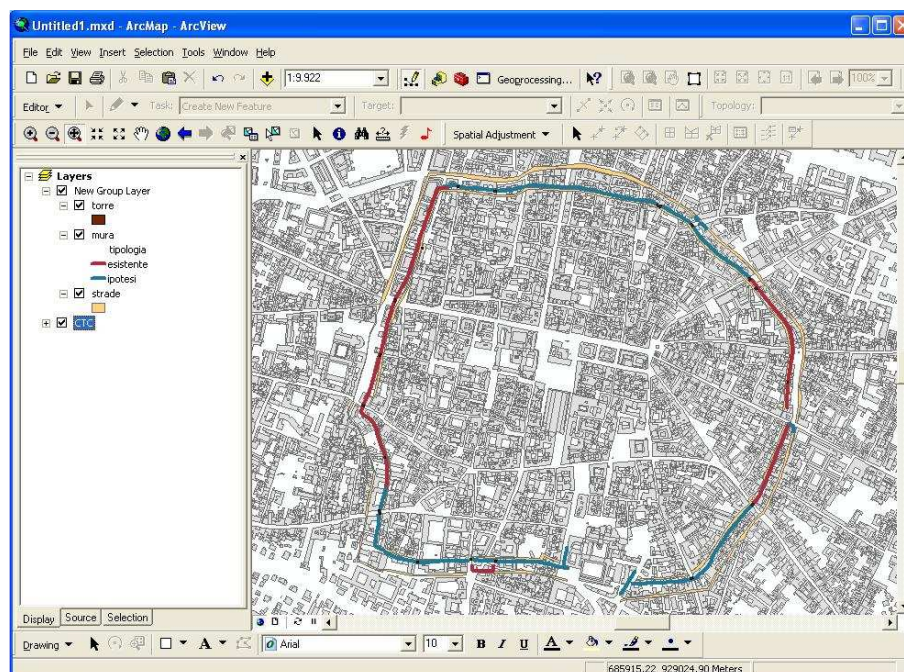 Untitled1.mxd - ArcMap - ArcView
File Edit View Insert Selection Tools Window Help
1:9.922 Geoprocessing... 100%
Editor Task: Create New Feature Target: Topology:
Spatial Adjustment
Layers
New Group Layer
torre
mura
tipologia
esistente
ipotesi
strade
CTC
Display Source Selection
Drawing A Arial 10 B I U A
685915,22 929024,90 Meters